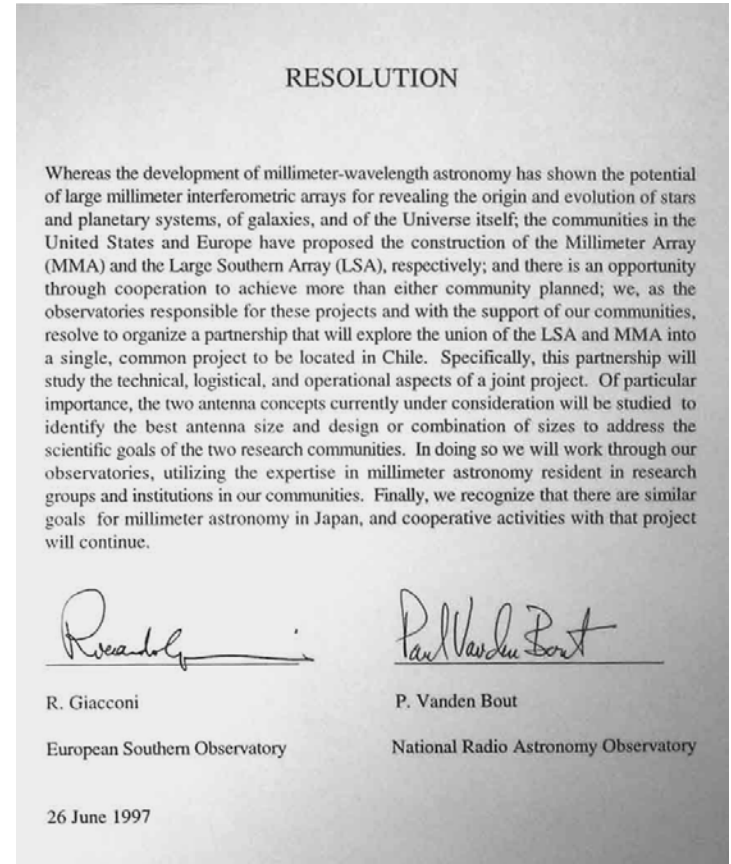 RESOLUTION
Whereas the development of millimeter-wavelength astronomy has shown the potential
of large millimeter interferometric arrays for revealing the origin and evolution of stars
and planetary systems, of galaxies, and of the Universe itself; the communities in the
United States and Europe have proposed the construction of the Millimeter Array
(MMA) and the Large Southern Array (LSA), respectively; and there is an opportunity
through cooperation to achieve more than either community planned; we, as the
observatories responsible for these projects and with the support of our communities,
resolve to organize a partnership that will explore the union of the LSA and MMA into
a single, common project to be located in Chile. Specifically, this partnership will
study the technical, logistical, and operational aspects of a joint project. Of particular
importance, the two antenna concepts currently under consideration will be studied to
identify the best antenna size and design or combination of sizes to address the
scientific goals of the two research communities. In doing so we will work through our
observatories, utilizing the expertise in millimeter astronomy resident in research
groups and institutions in our communities. Finally, we recognize that there are similar
goals for millimeter astronomy in Japan, and cooperative activities with that project
will continue.
Paul Vanden Bout
R. Giacconi
P. Vanden Bout
European Southern Observatory
National Radio Astronomy Observatory
26 June 1997